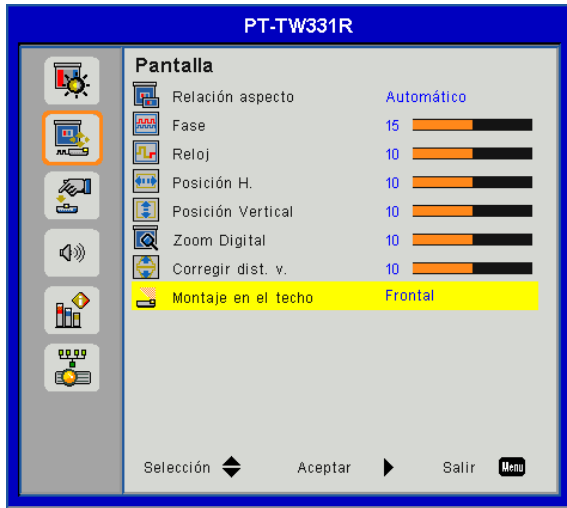 PT-TW331R
Pantalla
Relación aspecto Automático
Fase 15
Reloj 10
Posición H. 10
Posición Vertical 10
Zoom Digital 10
Corregir dist. v. 10
Montaje en el techo Frontal
Selección Aceptar Salir Menu